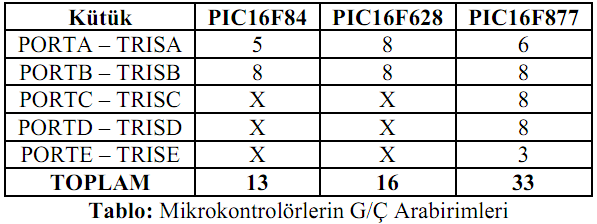 Kütük PIC16F84 PIC16F628 PIC16F877
PORTA – TRISA 5 8 6
PORTB – TRISB 8 8 8
PORTC – TRISC X X 8
PORTD – TRISD X X 8
PORTE – TRISE X X 3
TOPLAM 13 16 33
Tablo: Mikrokontrolörlerin G/Ç Arabirimleri